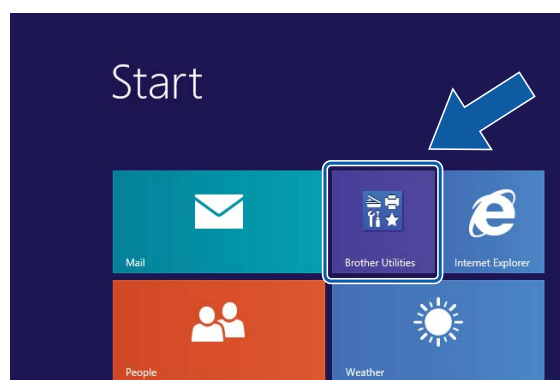 Start
Mail
Brother Utilities
Internet Explorer
People
Weather